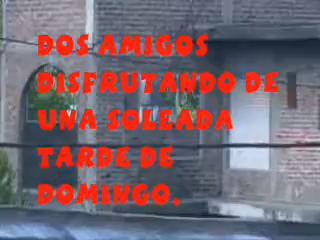 DOS AMIGOS
DISFRUTANDO DE
UNA SOLEADA
TARDE DE
DOMINGO.